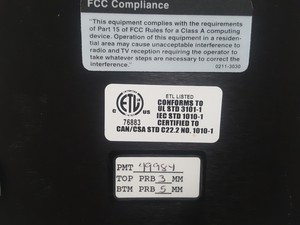 FCC Compliance
"This equipment complies with the requirements
of Part 15 of FCC Rules for a Class A computing
device. Operation of this equipment in a residen-
tial area may cause unacceptable interference to
radio and TV reception requiring the operator to
take whatever steps are necessary to correct the
interference."
0211-3030
ETL LISTED
CONFORMS TO
UL STD 3101-1
IEC STD 1010-1
CERTIFIED TO
CAN/CSA STD C22.2 NO. 1010-1
ETL
C US
76883
PMT 49984
TOP PRB 3 MM
BTM PRB 5 MM